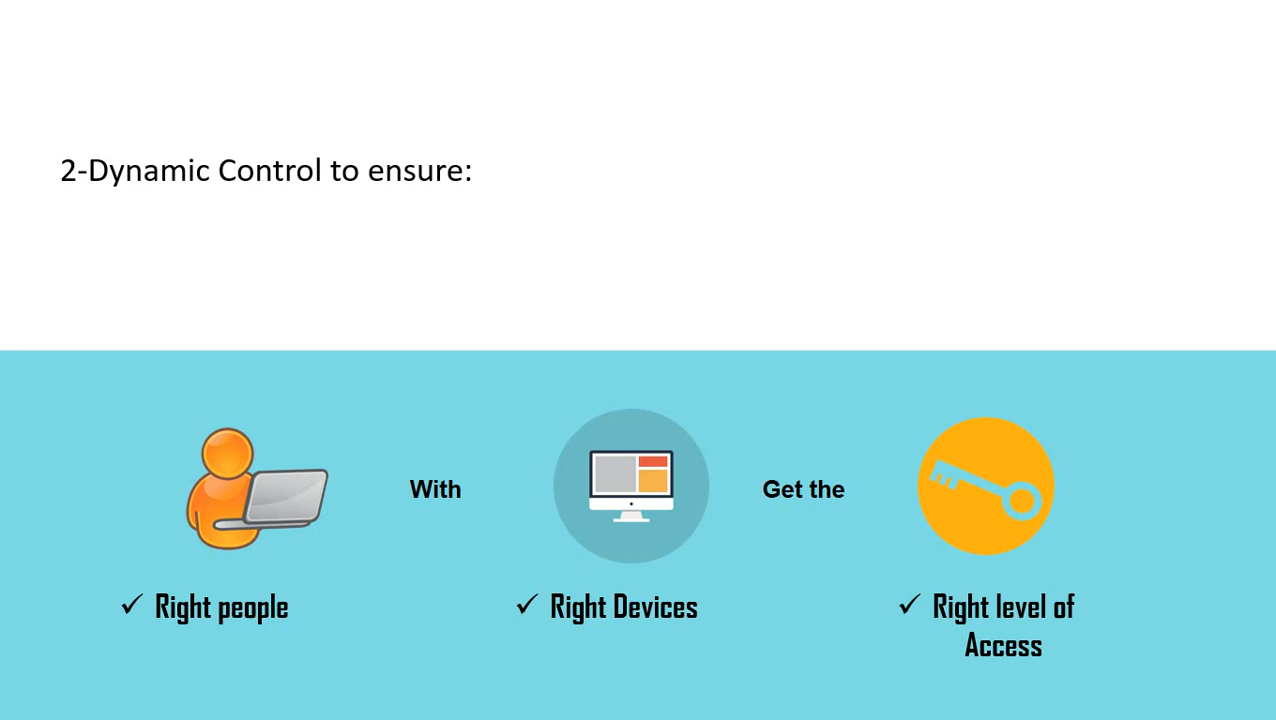 2-Dynamic Control to ensure:
With
Get the
✓ Right people
✓ Right Devices
✓ Right level of
Access